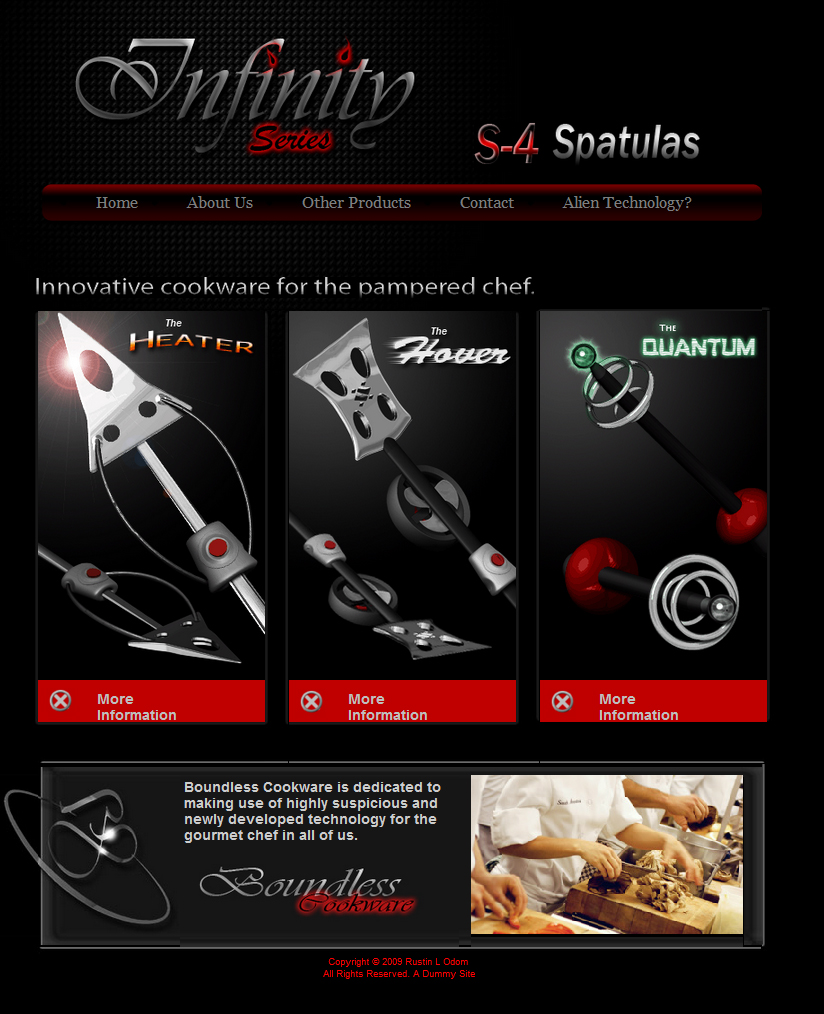 Infinity
Series
S-4 Spatulas
Home About Us Other Products Contact Alien Technology?
Innovative cookware for the pampered chef.
The
Heater
The
Hover
The
Quantum
More
Information
More
Information
More
Information
Boundless Cookware is dedicated to
making use of highly suspicious and
newly developed technology for the
gourmet chef in all of us.
Boundless
Cookware
Copyright © 2009 Rustin L Odom
All Rights Reserved, A Dummy Site